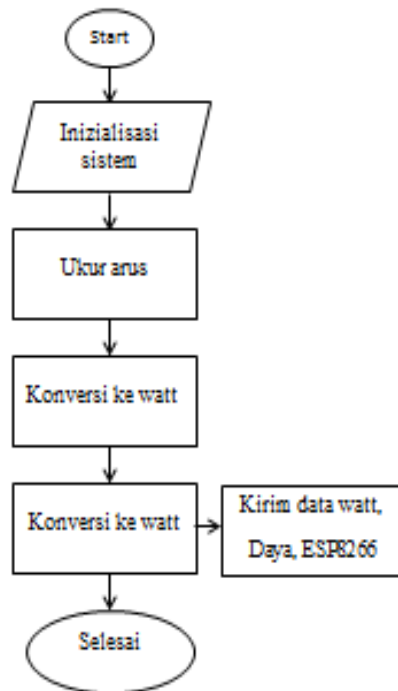 Start
Inizialisasi
sistem
Ukur arus
Konversi ke watt
Konversi ke watt
Kirim data watt,
Daya, ESP8266
Selesai